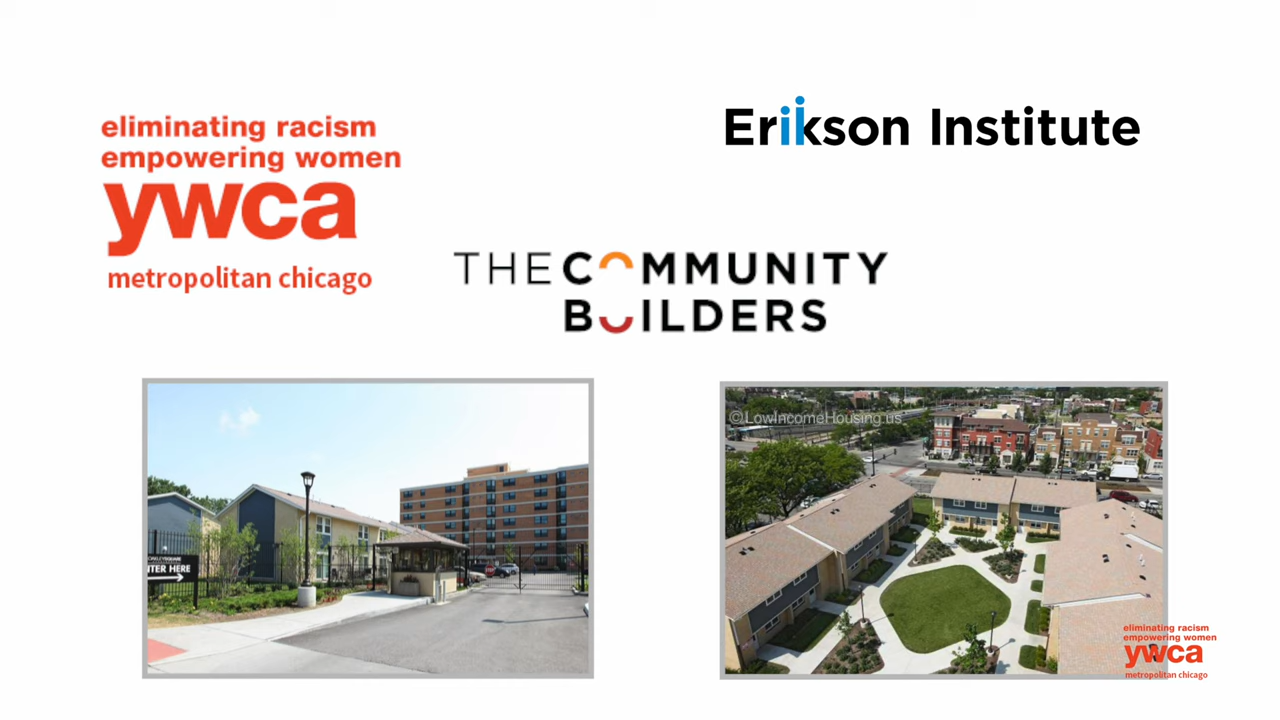 eliminating racism
empowering women
ywca
metropolitan chicago
Erikson Institute
THE COMMUNITY
BUILDERS
HERE
©LowIncomeHousing.us
eliminating racism
empowering women
ywca
metropolitan chicago